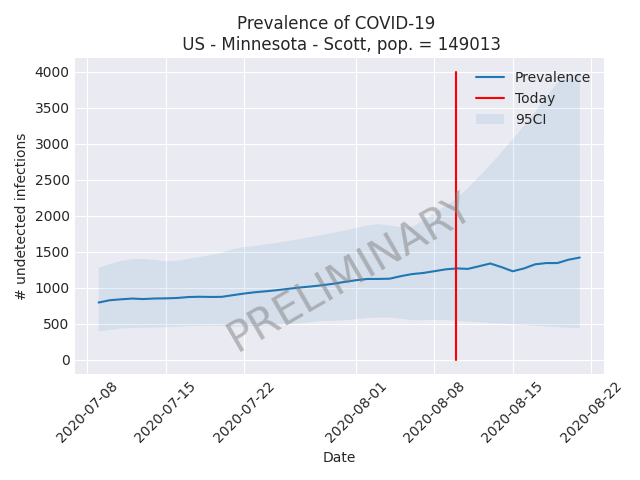 Prevalence of COVID-19
US - Minnesota - Scott, pop. = 149013
# undetected infections
4000
3500
3000
2500
2000
1500
1000
500
0
Prevalence
Today
95CI
PRELIMINARY
2020-07-08
2020-07-15
2020-07-22
2020-08-01
2020-08-08
2020-08-15
2020-08-22
Date